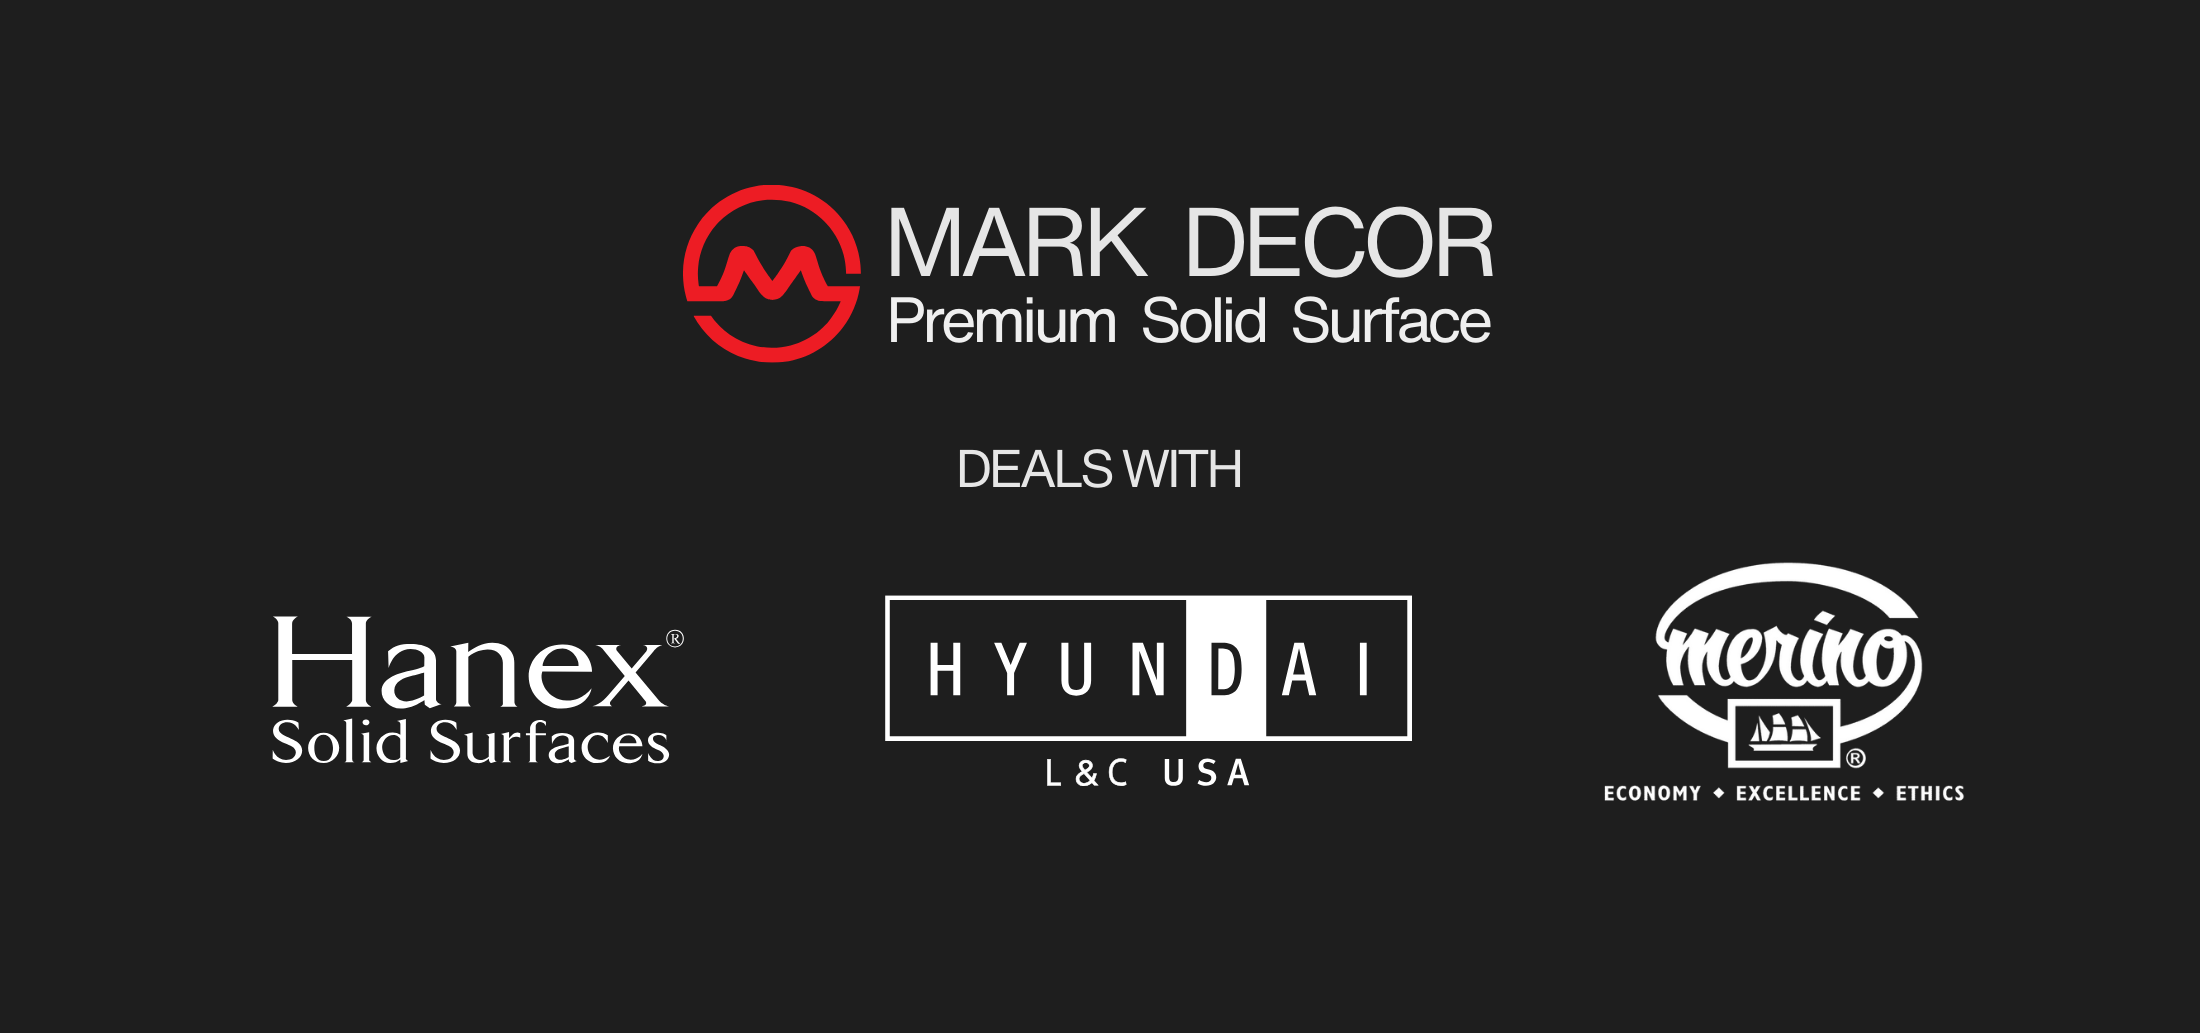 MARK DECOR
Premium Solid Surface
DEALS WITH
Hanex®
Solid Surfaces
HYUNDAI
L&C USA
merino
®
ECONOMY ◆ EXCELLENCE ◆ ETHICS